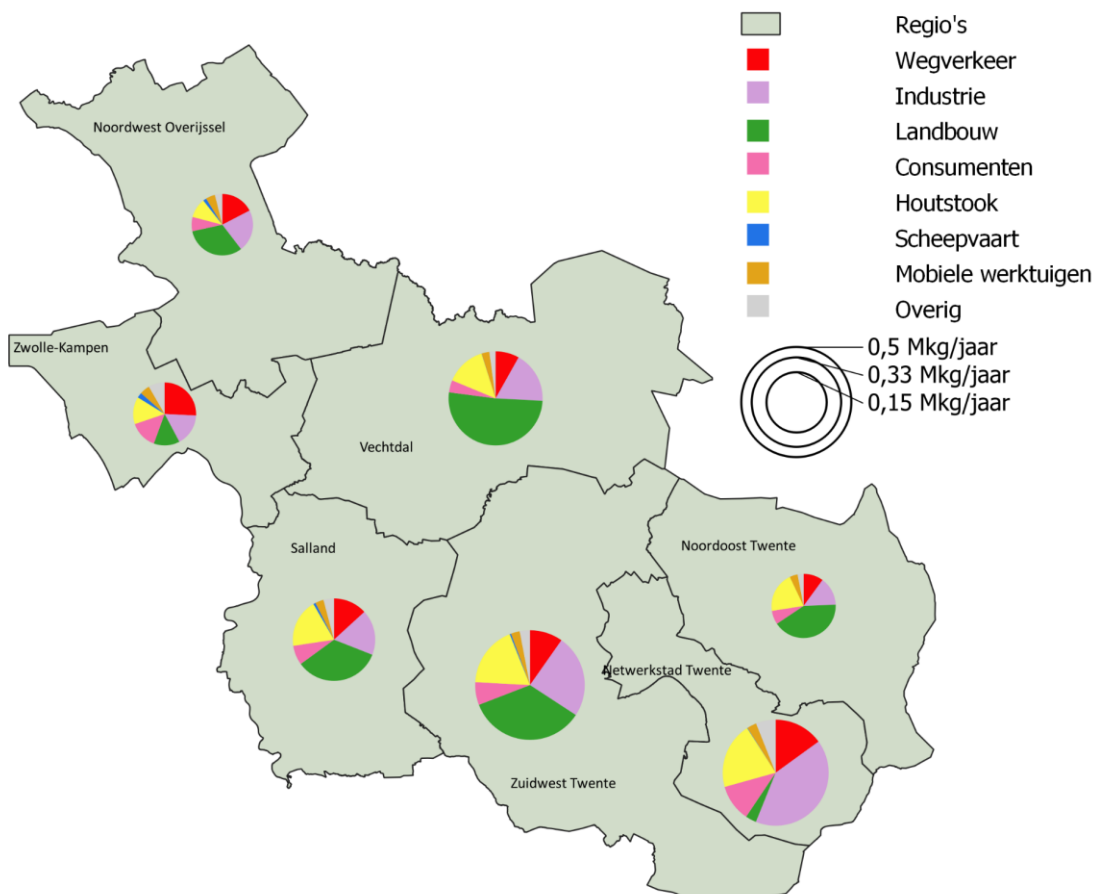 Regio's
Wegverkeer
Industrie
Landbouw
Consumenten
Houtstook
Scheepvaart
Mobiele werktuigen
Overig
0,5 Mkg/jaar
0,33 Mkg/jaar
0,15 Mkg/jaar
Noordwest Overijssel
Zwolle-Kampen
Vechtdal
Salland
Noordoost Twente
Netwerkstad Twente
Zuidwest Twente